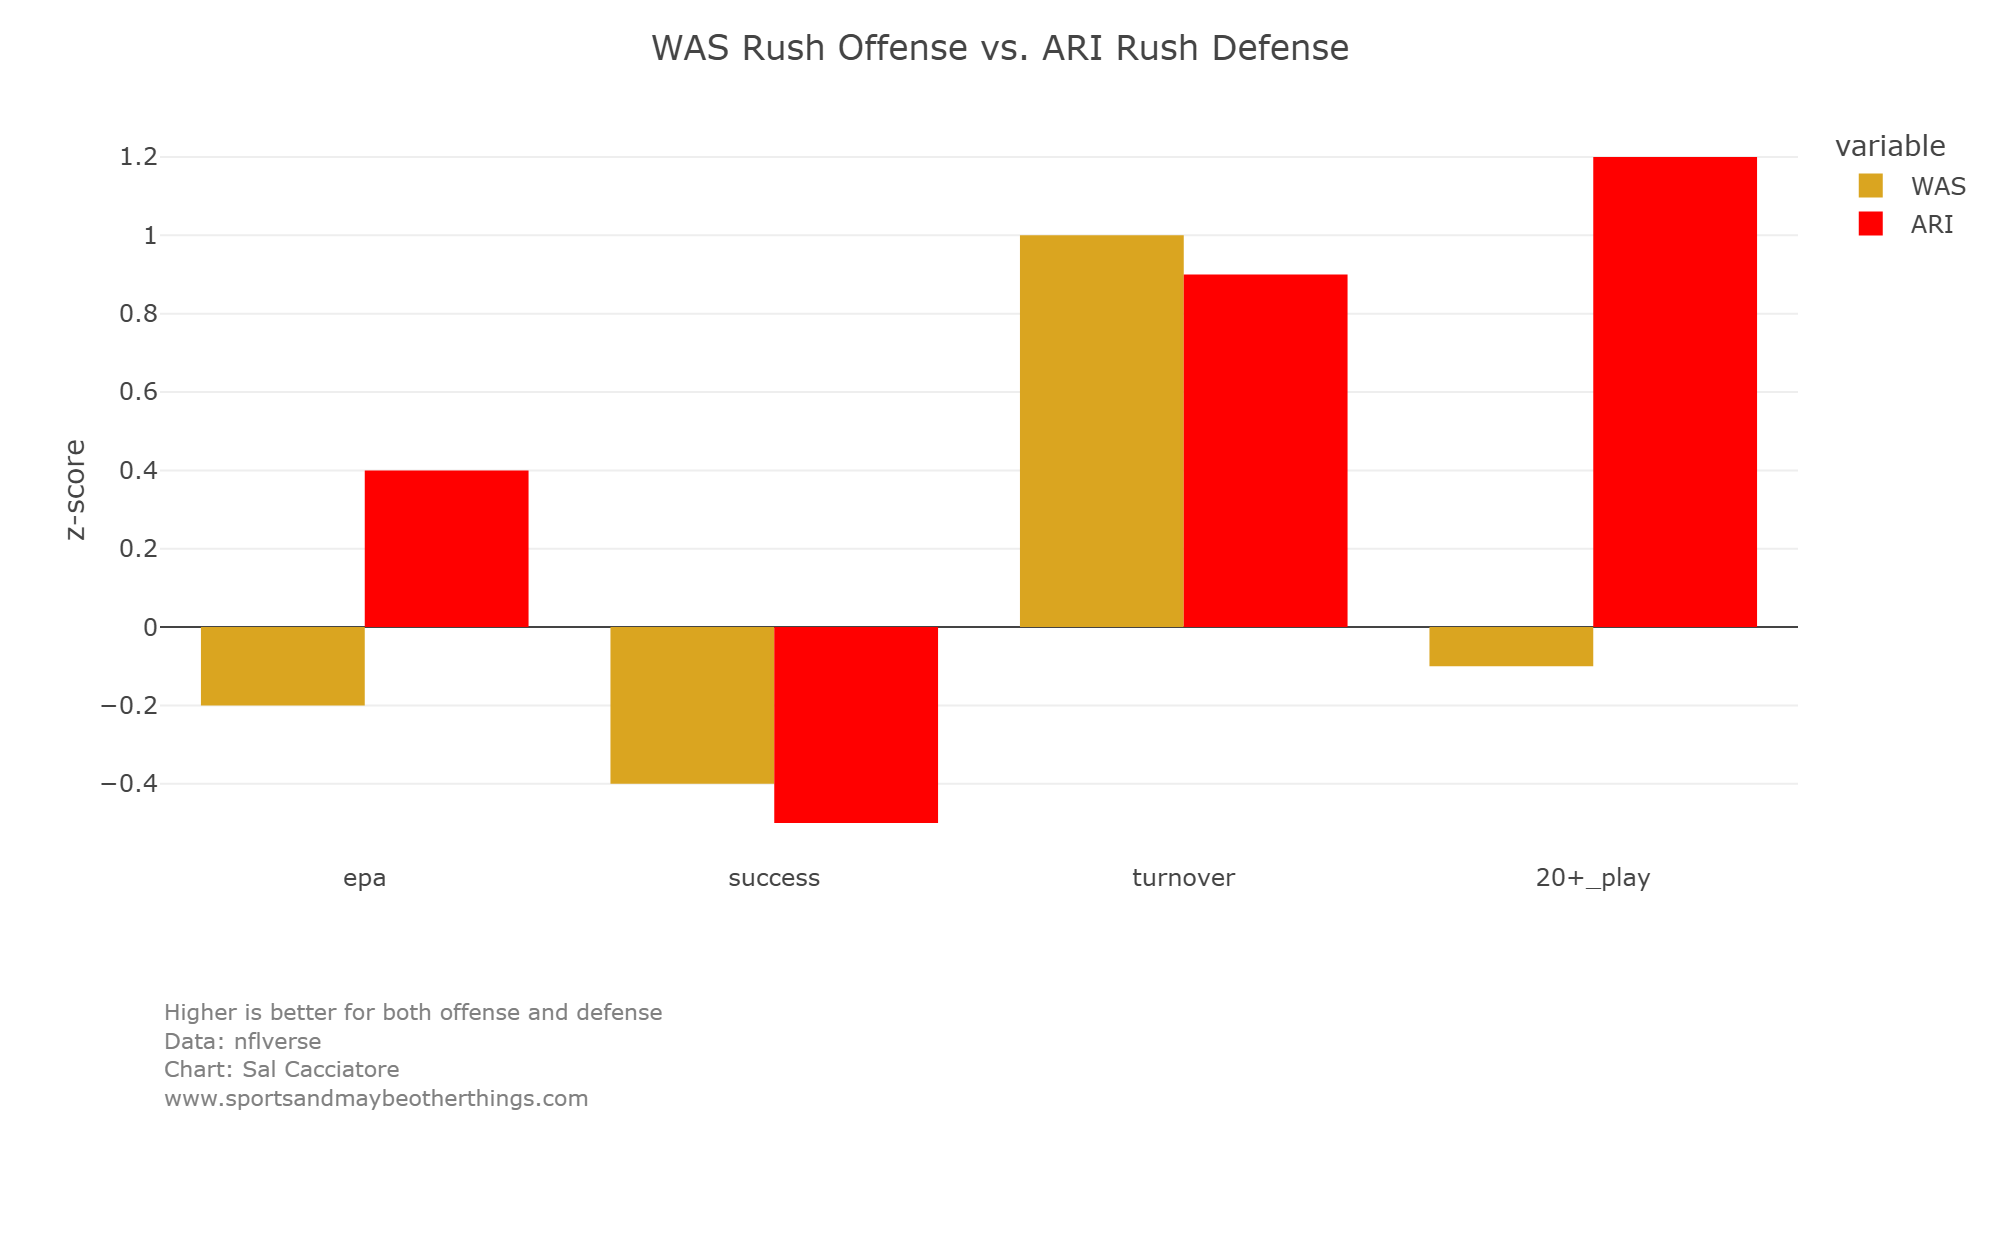 WAS Rush Offense vs. ARI Rush Defense
variable
WAS
ARI
z-score
1.2
1
0.8
0.6
0.4
0.2
0
−0.2
−0.4
epa success turnover 20+_play
Higher is better for both offense and defense
Data: nflverse
Chart: Sal Cacciatore
www.sportsandmaybeotherthings.com